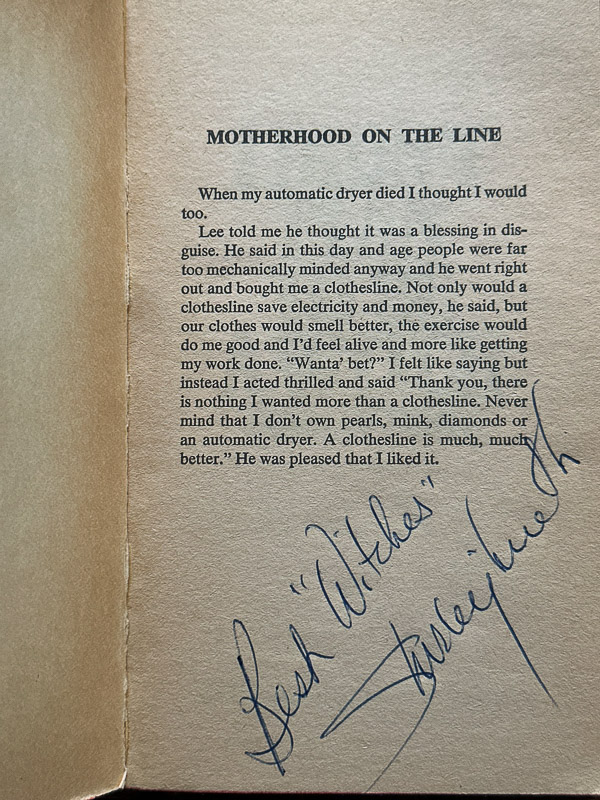 MOTHERHOOD ON THE LINE
When my automatic dryer died I thought I would
too.
Lee told me he thought it was a blessing in dis-
guise. He said in this day and age people were far
too mechanically minded anyway and he went right
out and bought me a clothesline. Not only would a
clothesline save electricity and money, he said, but
our clothes would smell better, the exercise would
do me good and I'd feel alive and more like getting
my work done. “Wanta’ bet?” I felt like saying but
instead I acted thrilled and said “Thank you, there
is nothing I wanted more than a clothesline. Never
mind that I don’t own pearls, mink, diamonds or
an automatic dryer. A clothesline is much, much
better.” He was pleased that I liked it.
Best "Witches"
Shirley